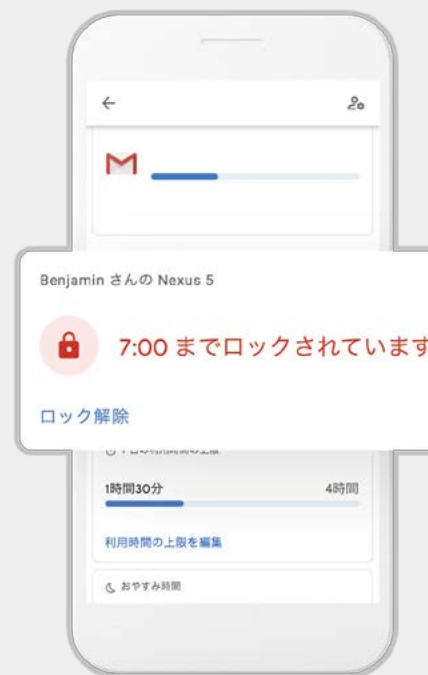 Benjamin さんの Nexus 5
7:00 までロックされています
ロック解除
1時間30分
4時間
利用時間の上限を編集
おやすみ時間